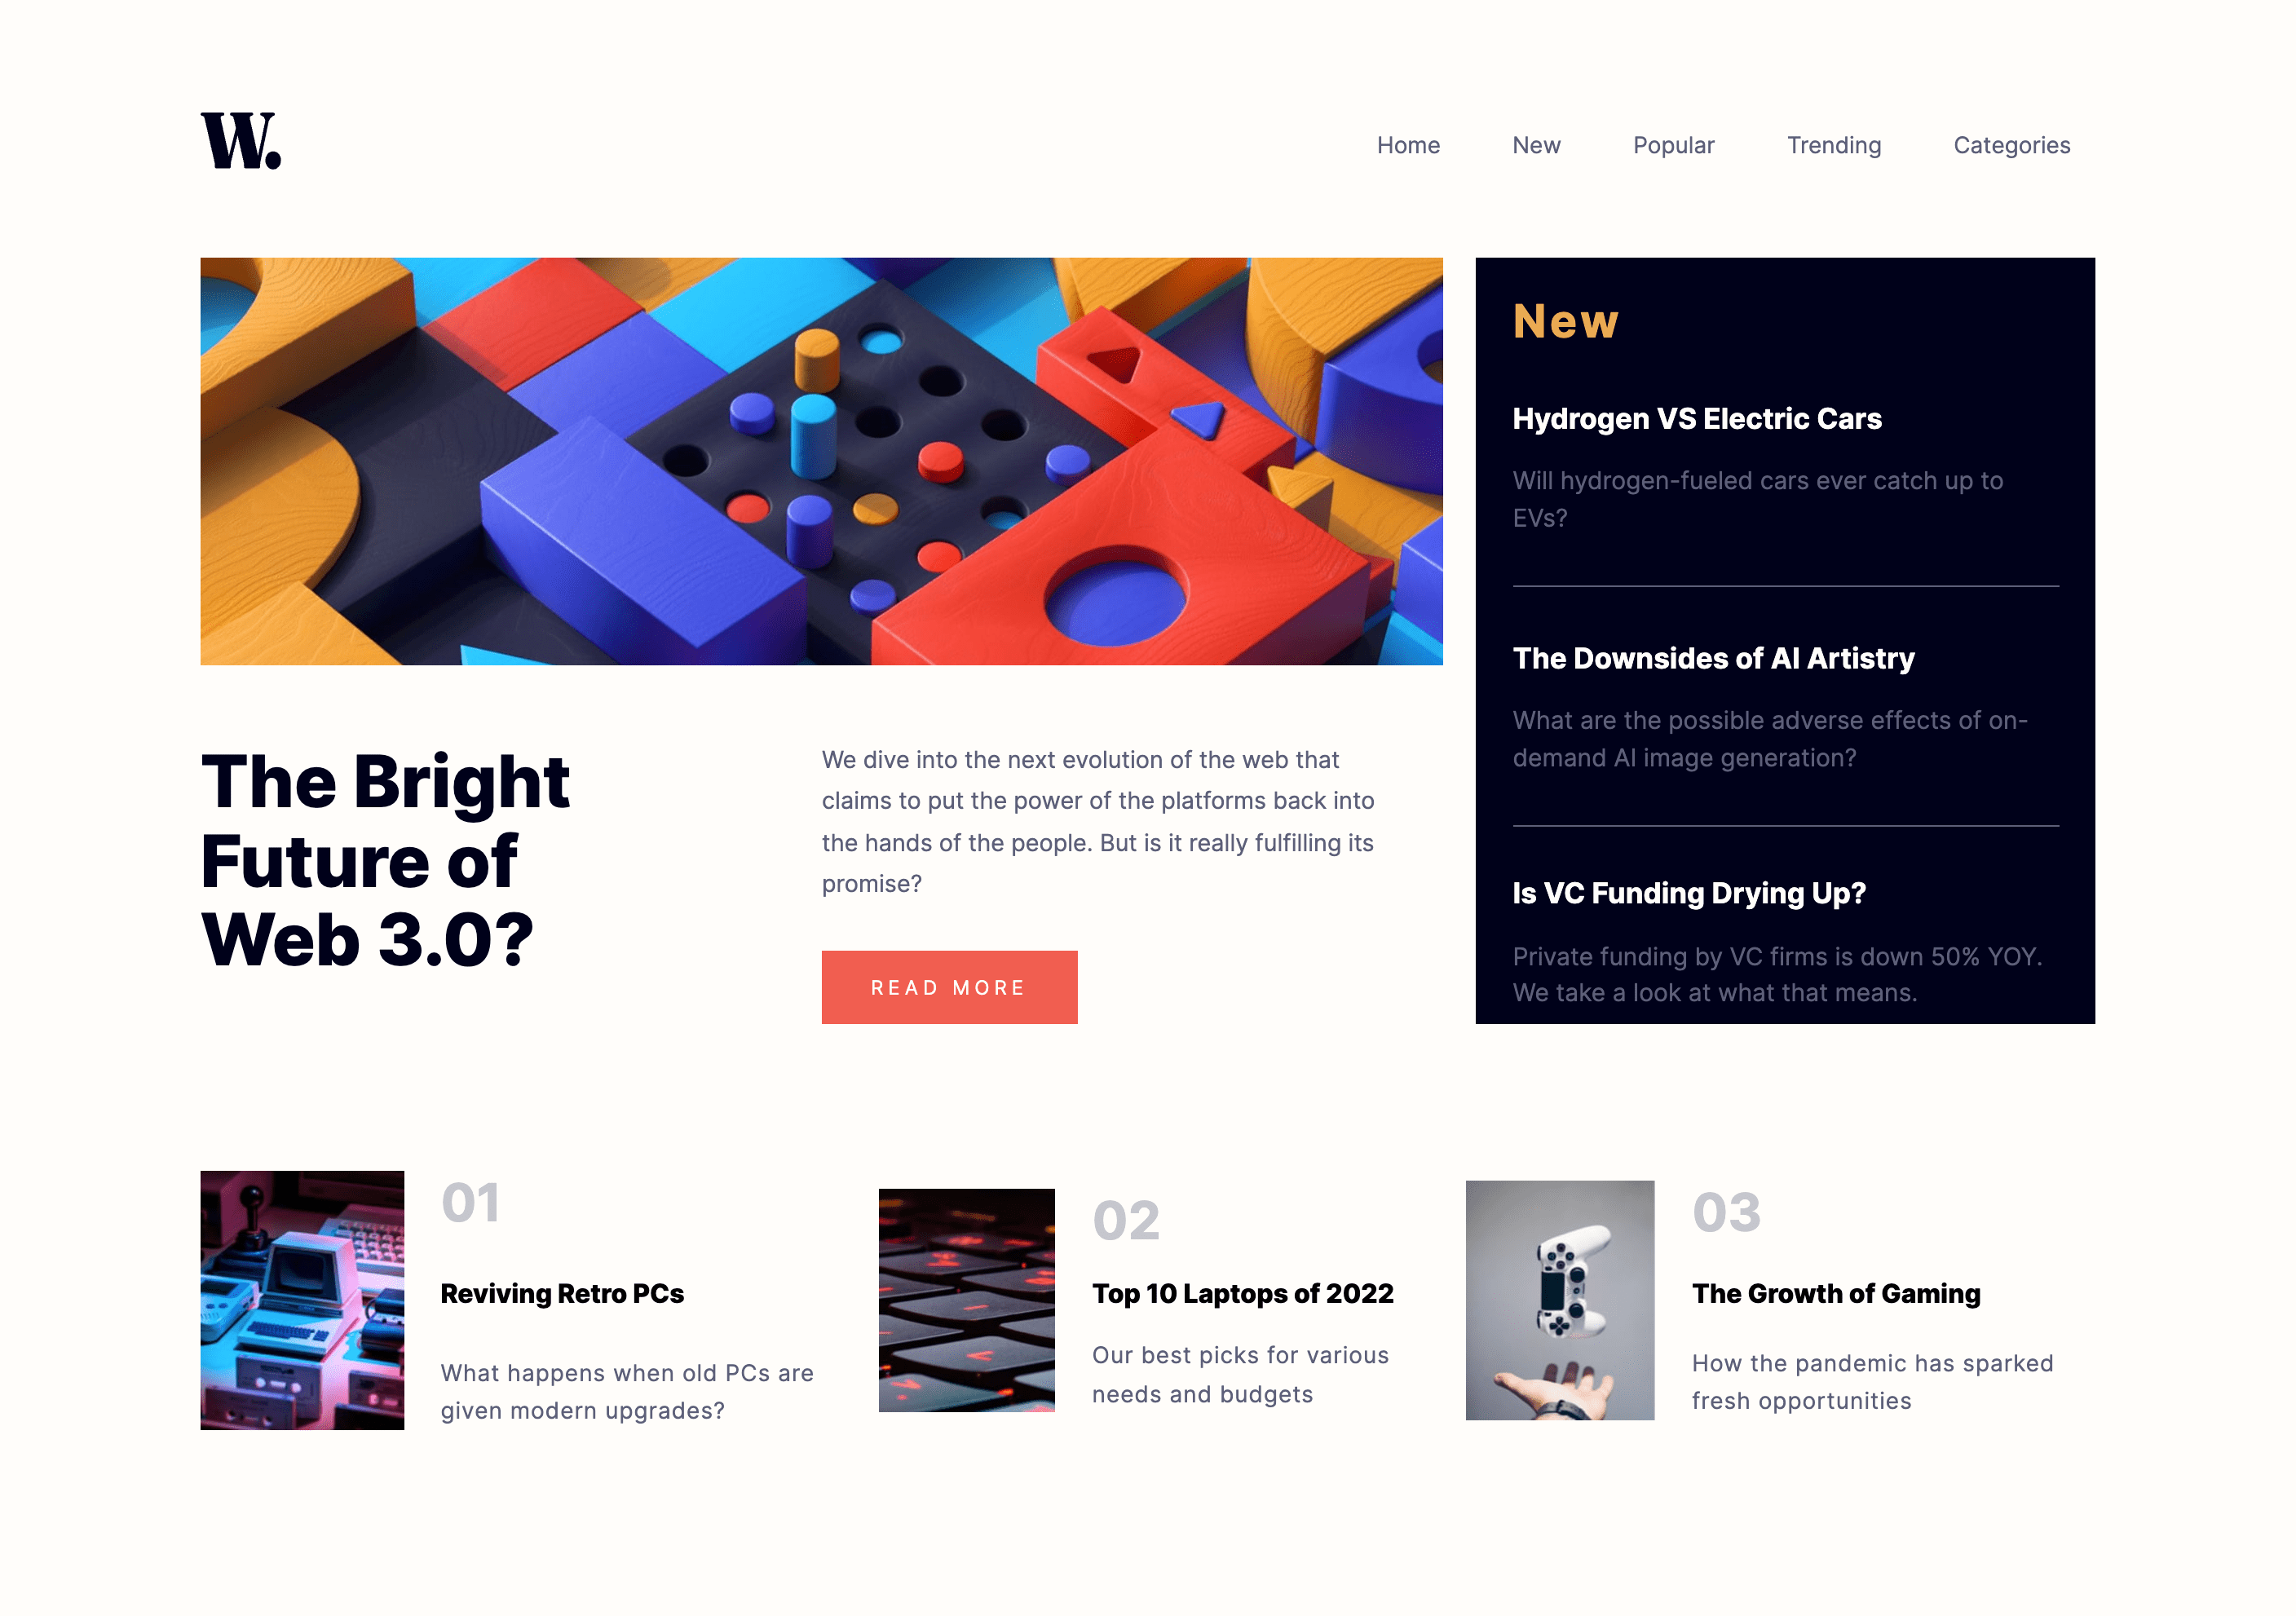 W.
Home New Popular Trending Categories
New
Hydrogen VS Electric Cars
Will hydrogen-fueled cars ever catch up to
EVs?
The Downsides of AI Artistry
What are the possible adverse effects of on-
demand AI image generation?
Is VC Funding Drying Up?
Private funding by VC firms is down 50% YOY.
We take a look at what that means.
The Bright
Future of
Web 3.0?
We dive into the next evolution of the web that
claims to put the power of the platforms back into
the hands of the people. But is it really fulfilling its
promise?
READ MORE
01
Reviving Retro PCs
What happens when old PCs are
given modern upgrades?
02
Top 10 Laptops of 2022
Our best picks for various
needs and budgets
03
The Growth of Gaming
How the pandemic has sparked
fresh opportunities